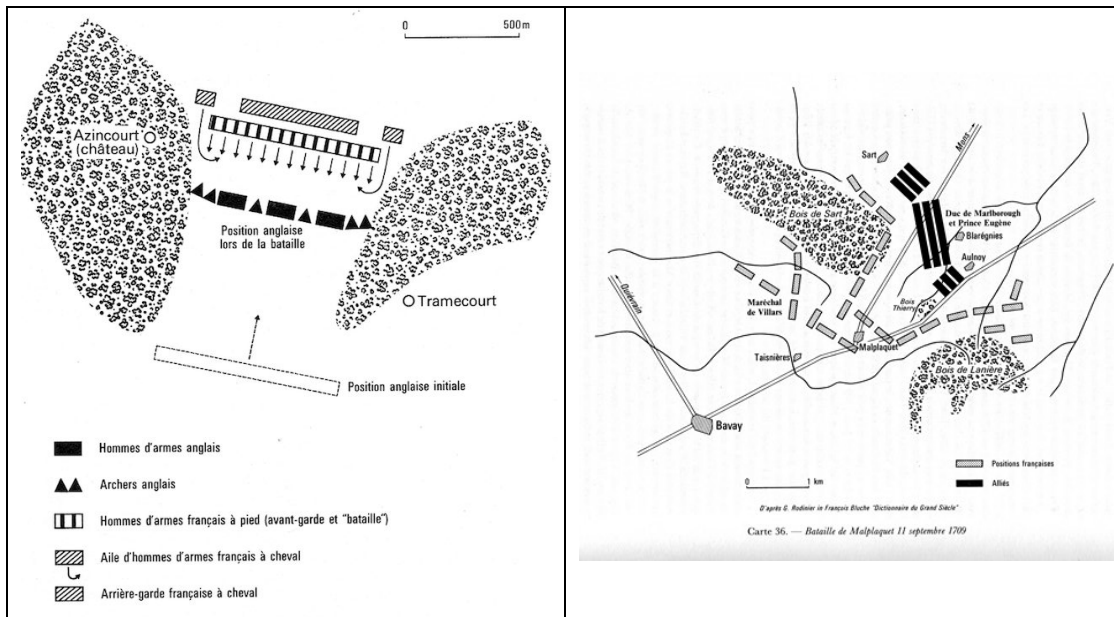 0 500m
Azincourt
(château)
Position anglaise
lors de la bataille
Tramecourt
Position anglaise initiale
Hommes d'armes anglais
Archers anglais
Hommes d'armes français à pied (avant-garde et "bataille")
Aile d'hommes d'armes français à cheval
Arrière-garde française à cheval
Mons
Sart
Bois de Sart
Duc de Marlborough
et Prince Eugène
Blarégnies
Aulnoy
Quiévrain
Bois
Thierry
Maréchal
de Villars
Malplaquet
Taisnières
Bois de Lanière
Bavay
Positions françaises
Alliés
0 1 km
D'après G. Rodinier in François Bluche "Dictionnaire du Grand Siècle"
Carte 36. — Bataille de Malplaquet 11 septembre 1709